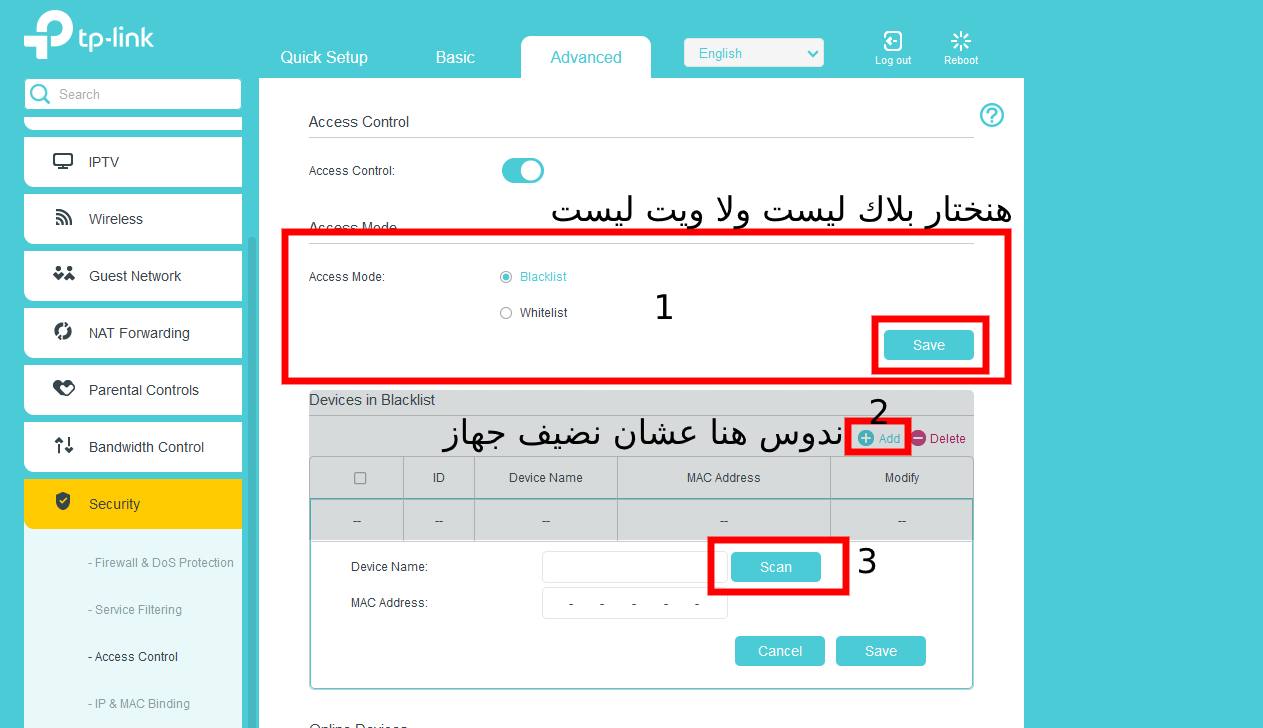 tp-link
Quick Setup Basic Advanced English Log out Reboot
Search
IPTV
Wireless
Guest Network
NAT Forwarding
Parental Controls
Bandwidth Control
Security
- Firewall & DoS Protection
- Service Filtering
- Access Control
- IP & MAC Binding
Access Control
Access Control:
هنختار بلاك ليست ولا ويت ليست
Access Mode
Access Mode:
Blacklist
Whitelist
1
Save
Devices in Blacklist
2
ندوس هنا عشان نضيف جهاز
Add Delete
ID Device Name MAC Address Modify
-- -- -- -- --
Device Name:
Scan
3
MAC Address:
- - - - -
Cancel Save
Online Devices